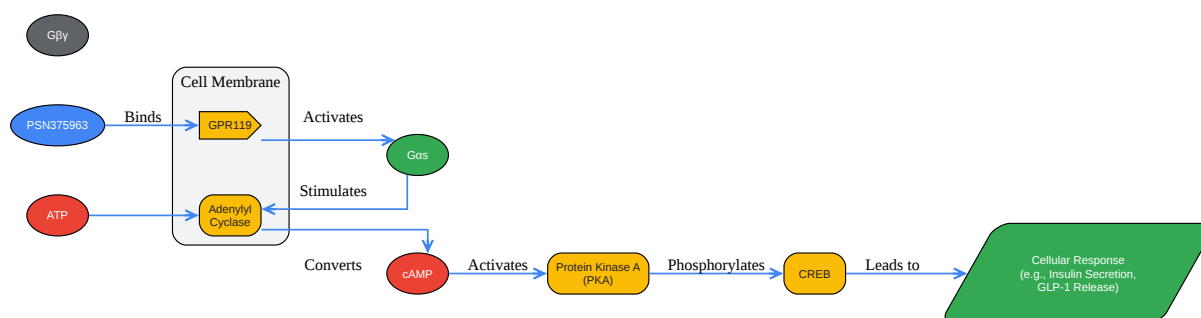 Gβγ
Cell Membrane
PSN375963
Binds
GPR119
Activates
Gαs
Stimulates
ATP
Adenylyl
Cyclase
Converts
cAMP
Activates
Protein Kinase A
(PKA)
Phosphorylates
CREB
Leads to
Cellular Response
(e.g., Insulin Secretion,
GLP-1 Release)